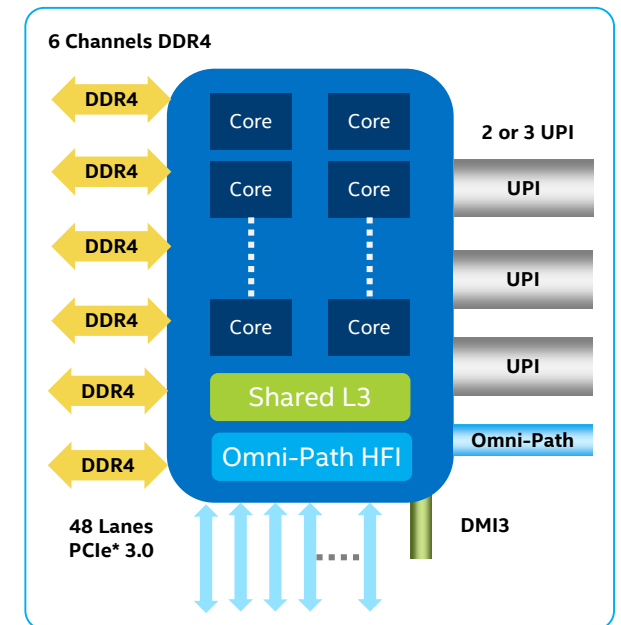 6 Channels DDR4
DDR4
DDR4
DDR4
DDR4
DDR4
DDR4
Core
Core
Core
Core
Core
Core
Shared L3
Omni-Path HFI
2 or 3 UPI
UPI
UPI
UPI
Omni-Path
48 Lanes
PCIe* 3.0
DMI3